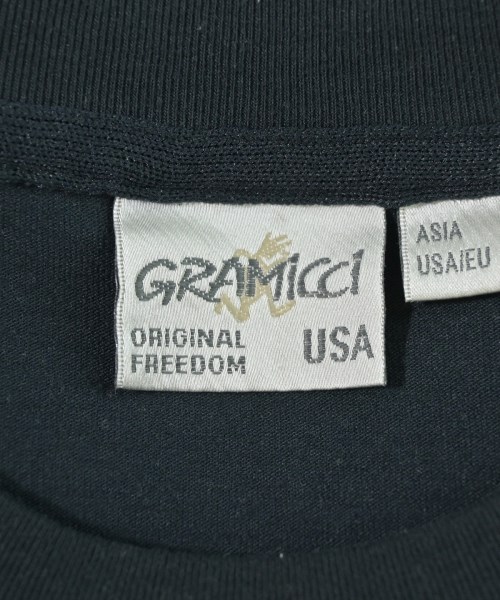 GRAMiCCi
ORIGINAL
FREEDOM
USA
ASIA
USA/EU